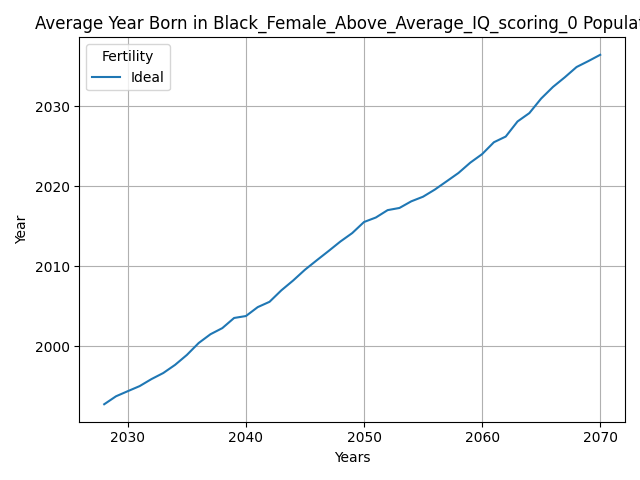 Average Year Born in Black_Female_Above_Average_IQ_scoring_0 Populat
Fertility
Ideal
2030
2020
2010
2000
Year
2030 2040 2050 2060 2070
Years